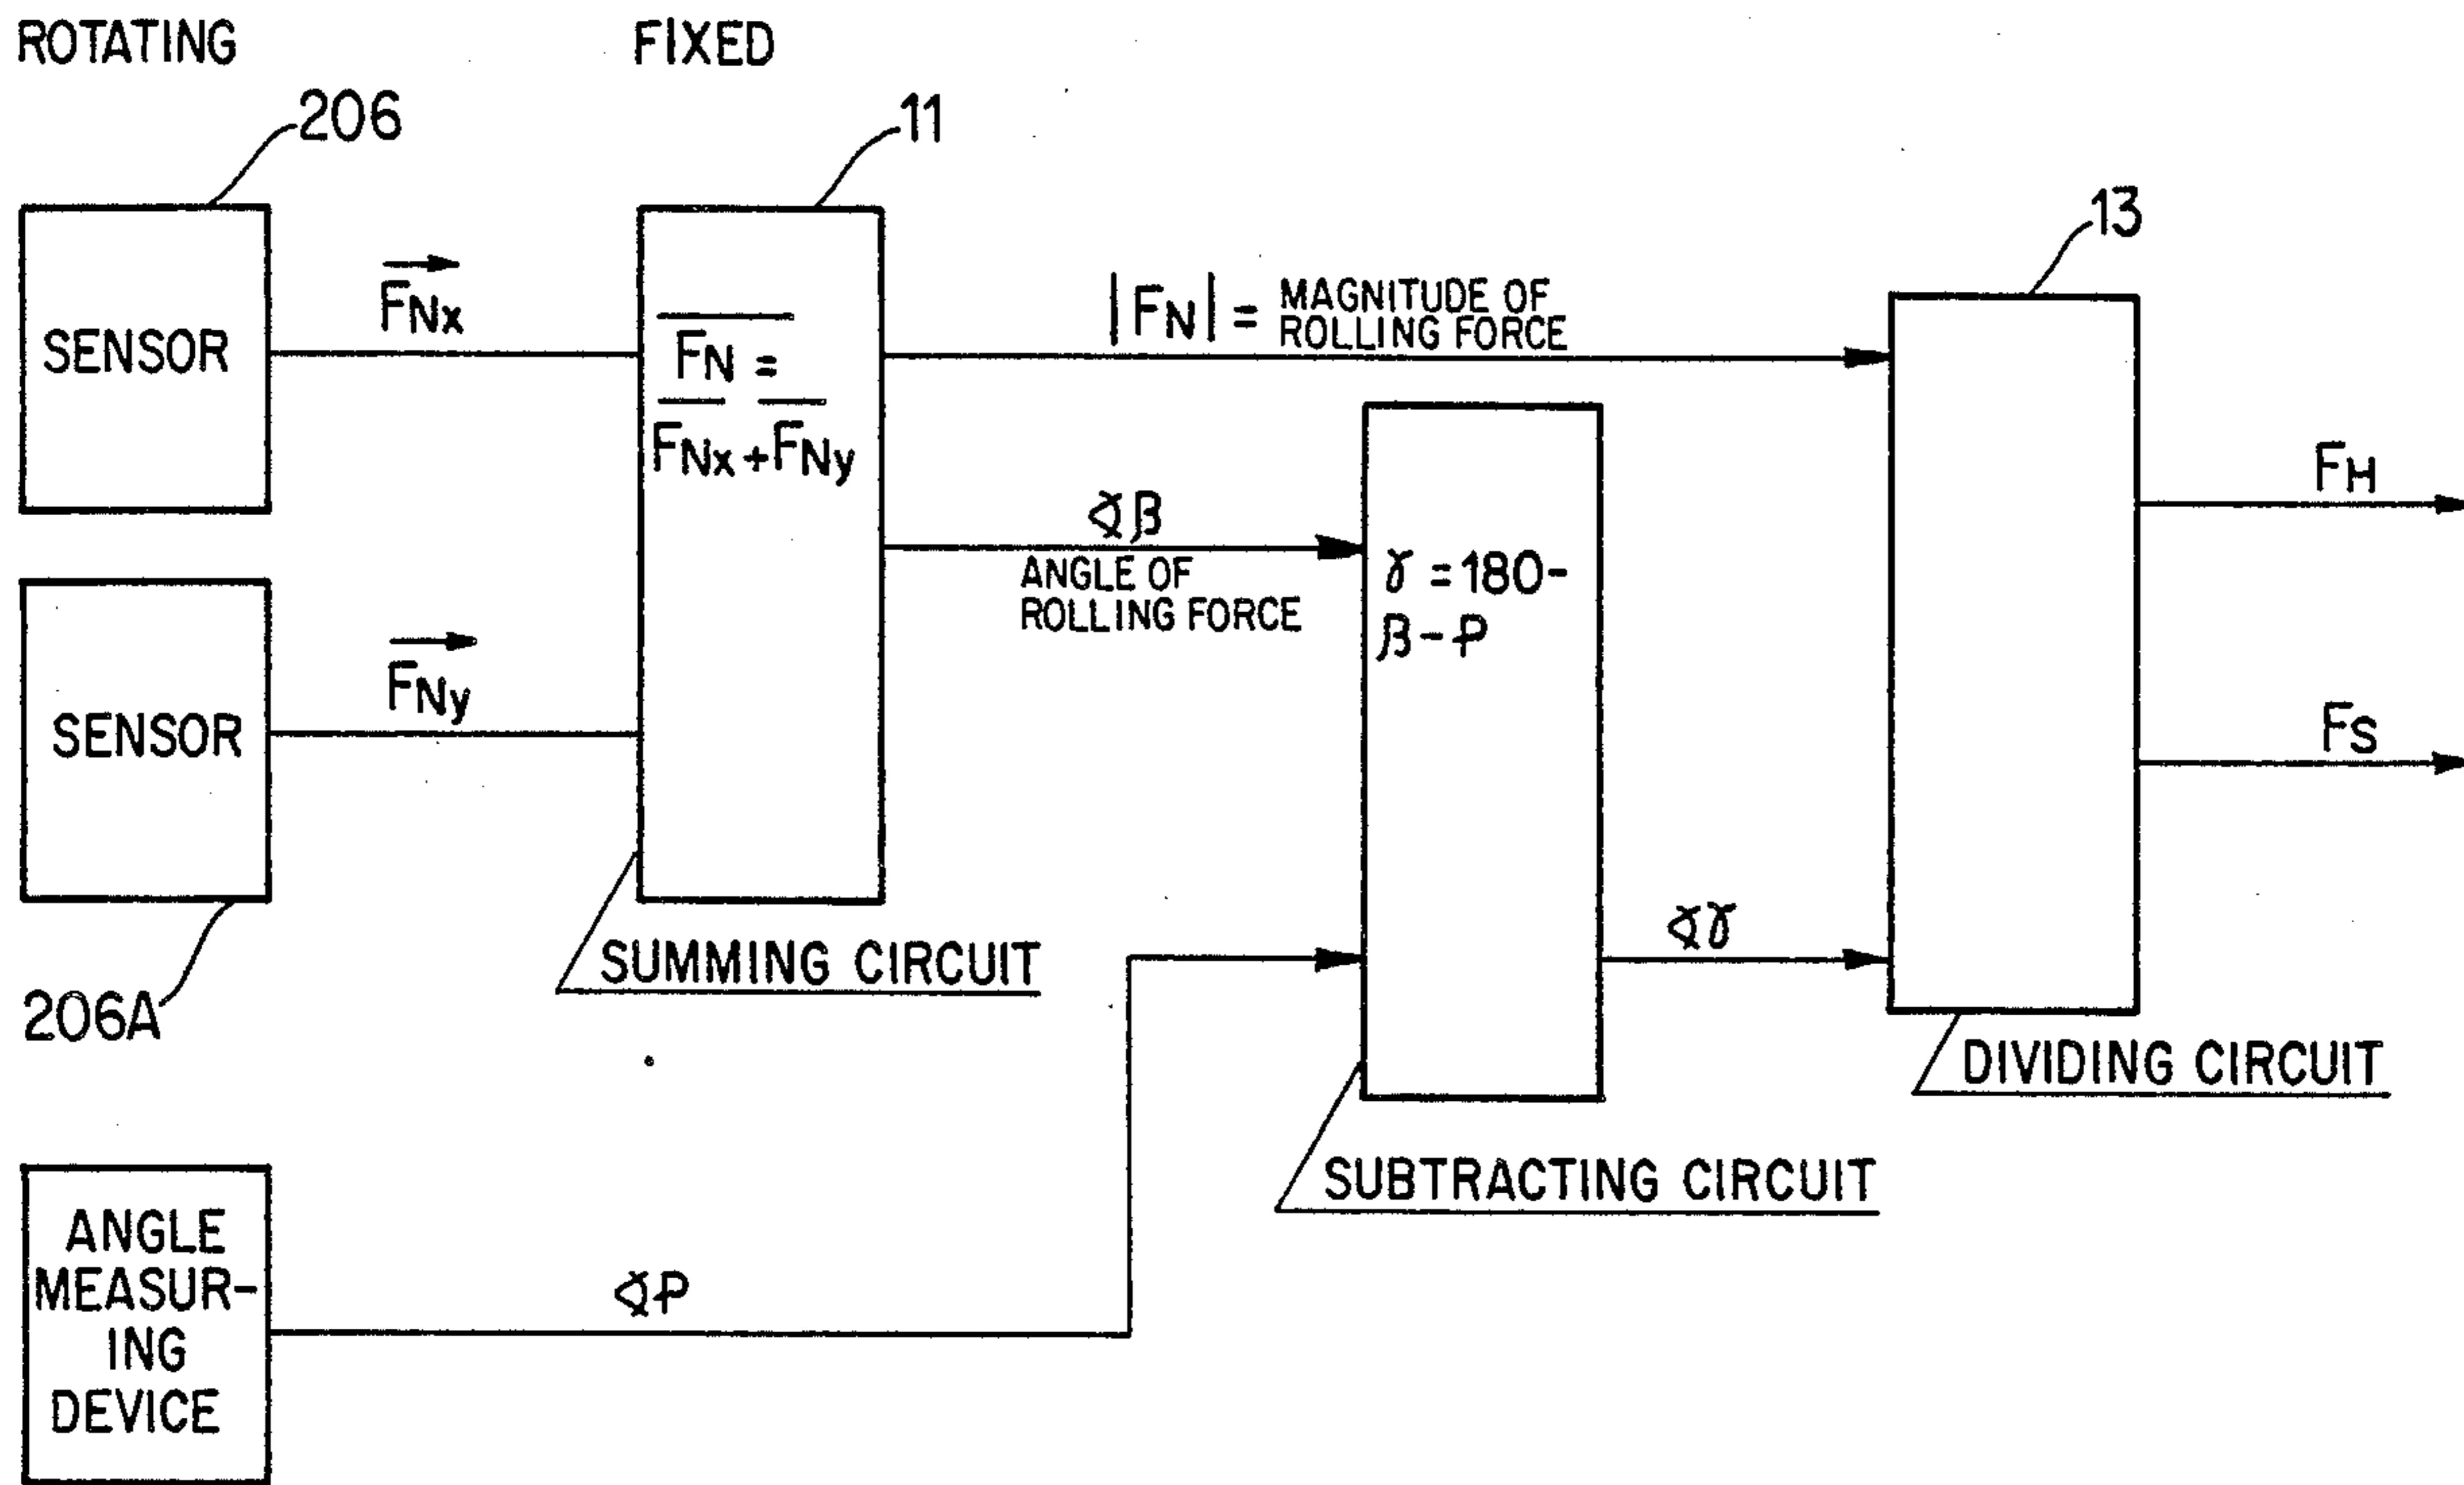 ROTATING
FIXED
206
11
13
SENSOR
FNx
FN =
FNx + FNy
|FN| = MAGNITUDE OF
ROLLING FORCE
FH
∢β
ANGLE OF
ROLLING FORCE
γ = 180-
β - ρ
SENSOR
FNy
FS
206A
SUMMING CIRCUIT
∢γ
DIVIDING CIRCUIT
SUBTRACTING CIRCUIT
ANGLE
MEASUR-
ING
DEVICE
∢ρ